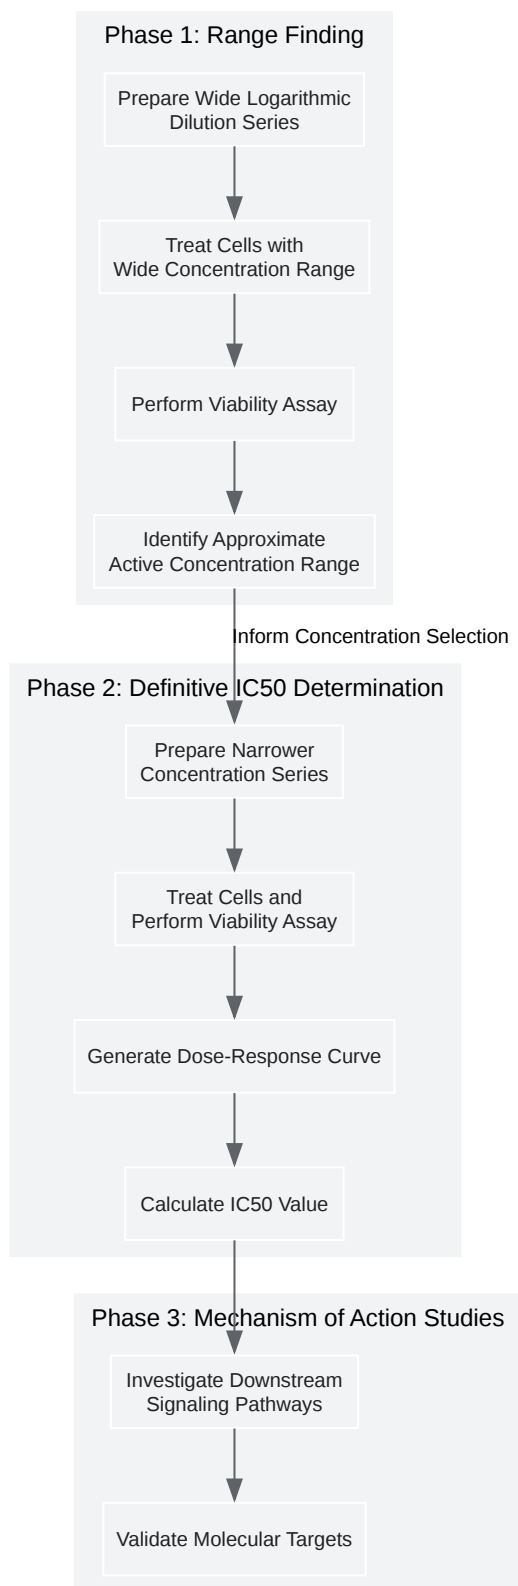 Phase 1: Range Finding
Prepare Wide Logarithmic
Dilution Series
Treat Cells with
Wide Concentration Range
Perform Viability Assay
Identify Approximate
Active Concentration Range
Inform Concentration Selection
Phase 2: Definitive IC50 Determination
Prepare Narrower
Concentration Series
Treat Cells and
Perform Viability Assay
Generate Dose-Response Curve
Calculate IC50 Value
Phase 3: Mechanism of Action Studies
Investigate Downstream
Signaling Pathways
Validate Molecular Targets